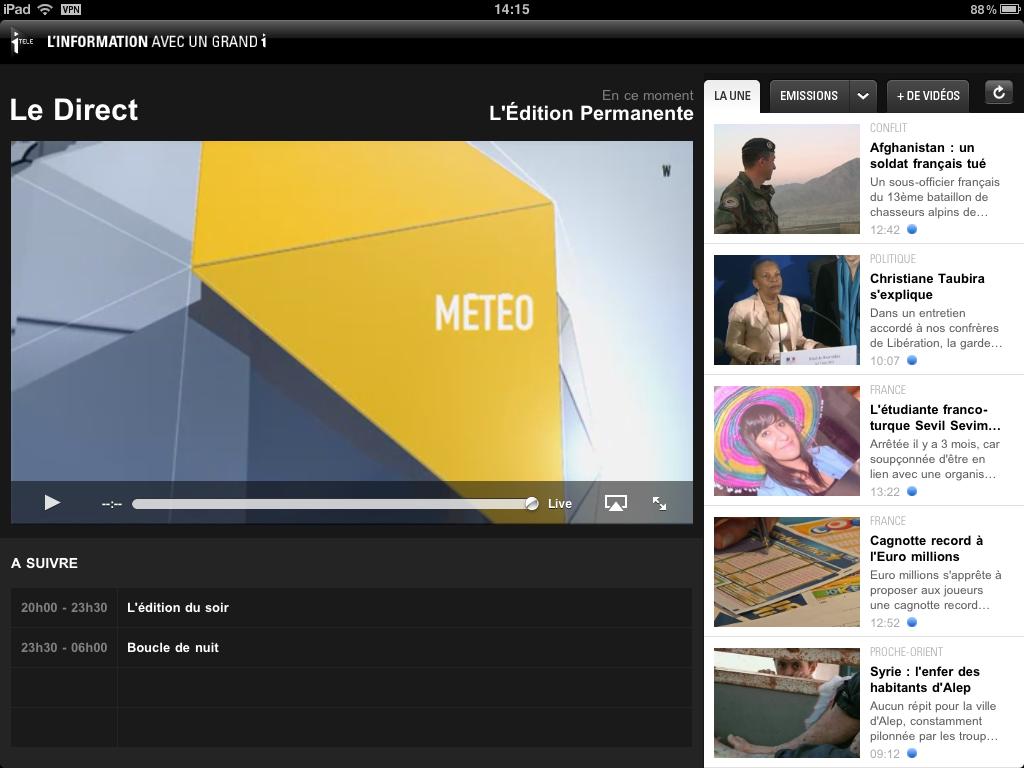 iPad VPN 14:15 88 %
iTELE L'INFORMATION AVEC UN GRAND i
Le Direct
En ce moment
L'Édition Permanente
MÉTÉO
W
--:-- Live
A SUIVRE
20h00 - 23h30 L'édition du soir
23h30 - 06h00 Boucle de nuit
LA UNE EMISSIONS + DE VIDÉOS
CONFLIT
Afghanistan : un
soldat français tué
Un sous-officier français
du 13ème bataillon de
chasseurs alpins de…
12:42
POLITIQUE
Christiane Taubira
s'explique
Dans un entretien
accordé à nos confrères
de Libération, la garde…
10:07
FRANCE
L'étudiante franco-
turque Sevil Sevim…
Arrêtée il y a 3 mois, car
soupçonnée d'être en
lien avec une organis…
13:22
FRANCE
Cagnotte record à
l'Euro millions
Euro millions s'apprête à
proposer aux joueurs
une cagnotte record…
12:52
PROCHE-ORIENT
Syrie : l'enfer des
habitants d'Alep
Aucun répit pour la ville
d'Alep, constamment
pilonnée par les troup…
09:12